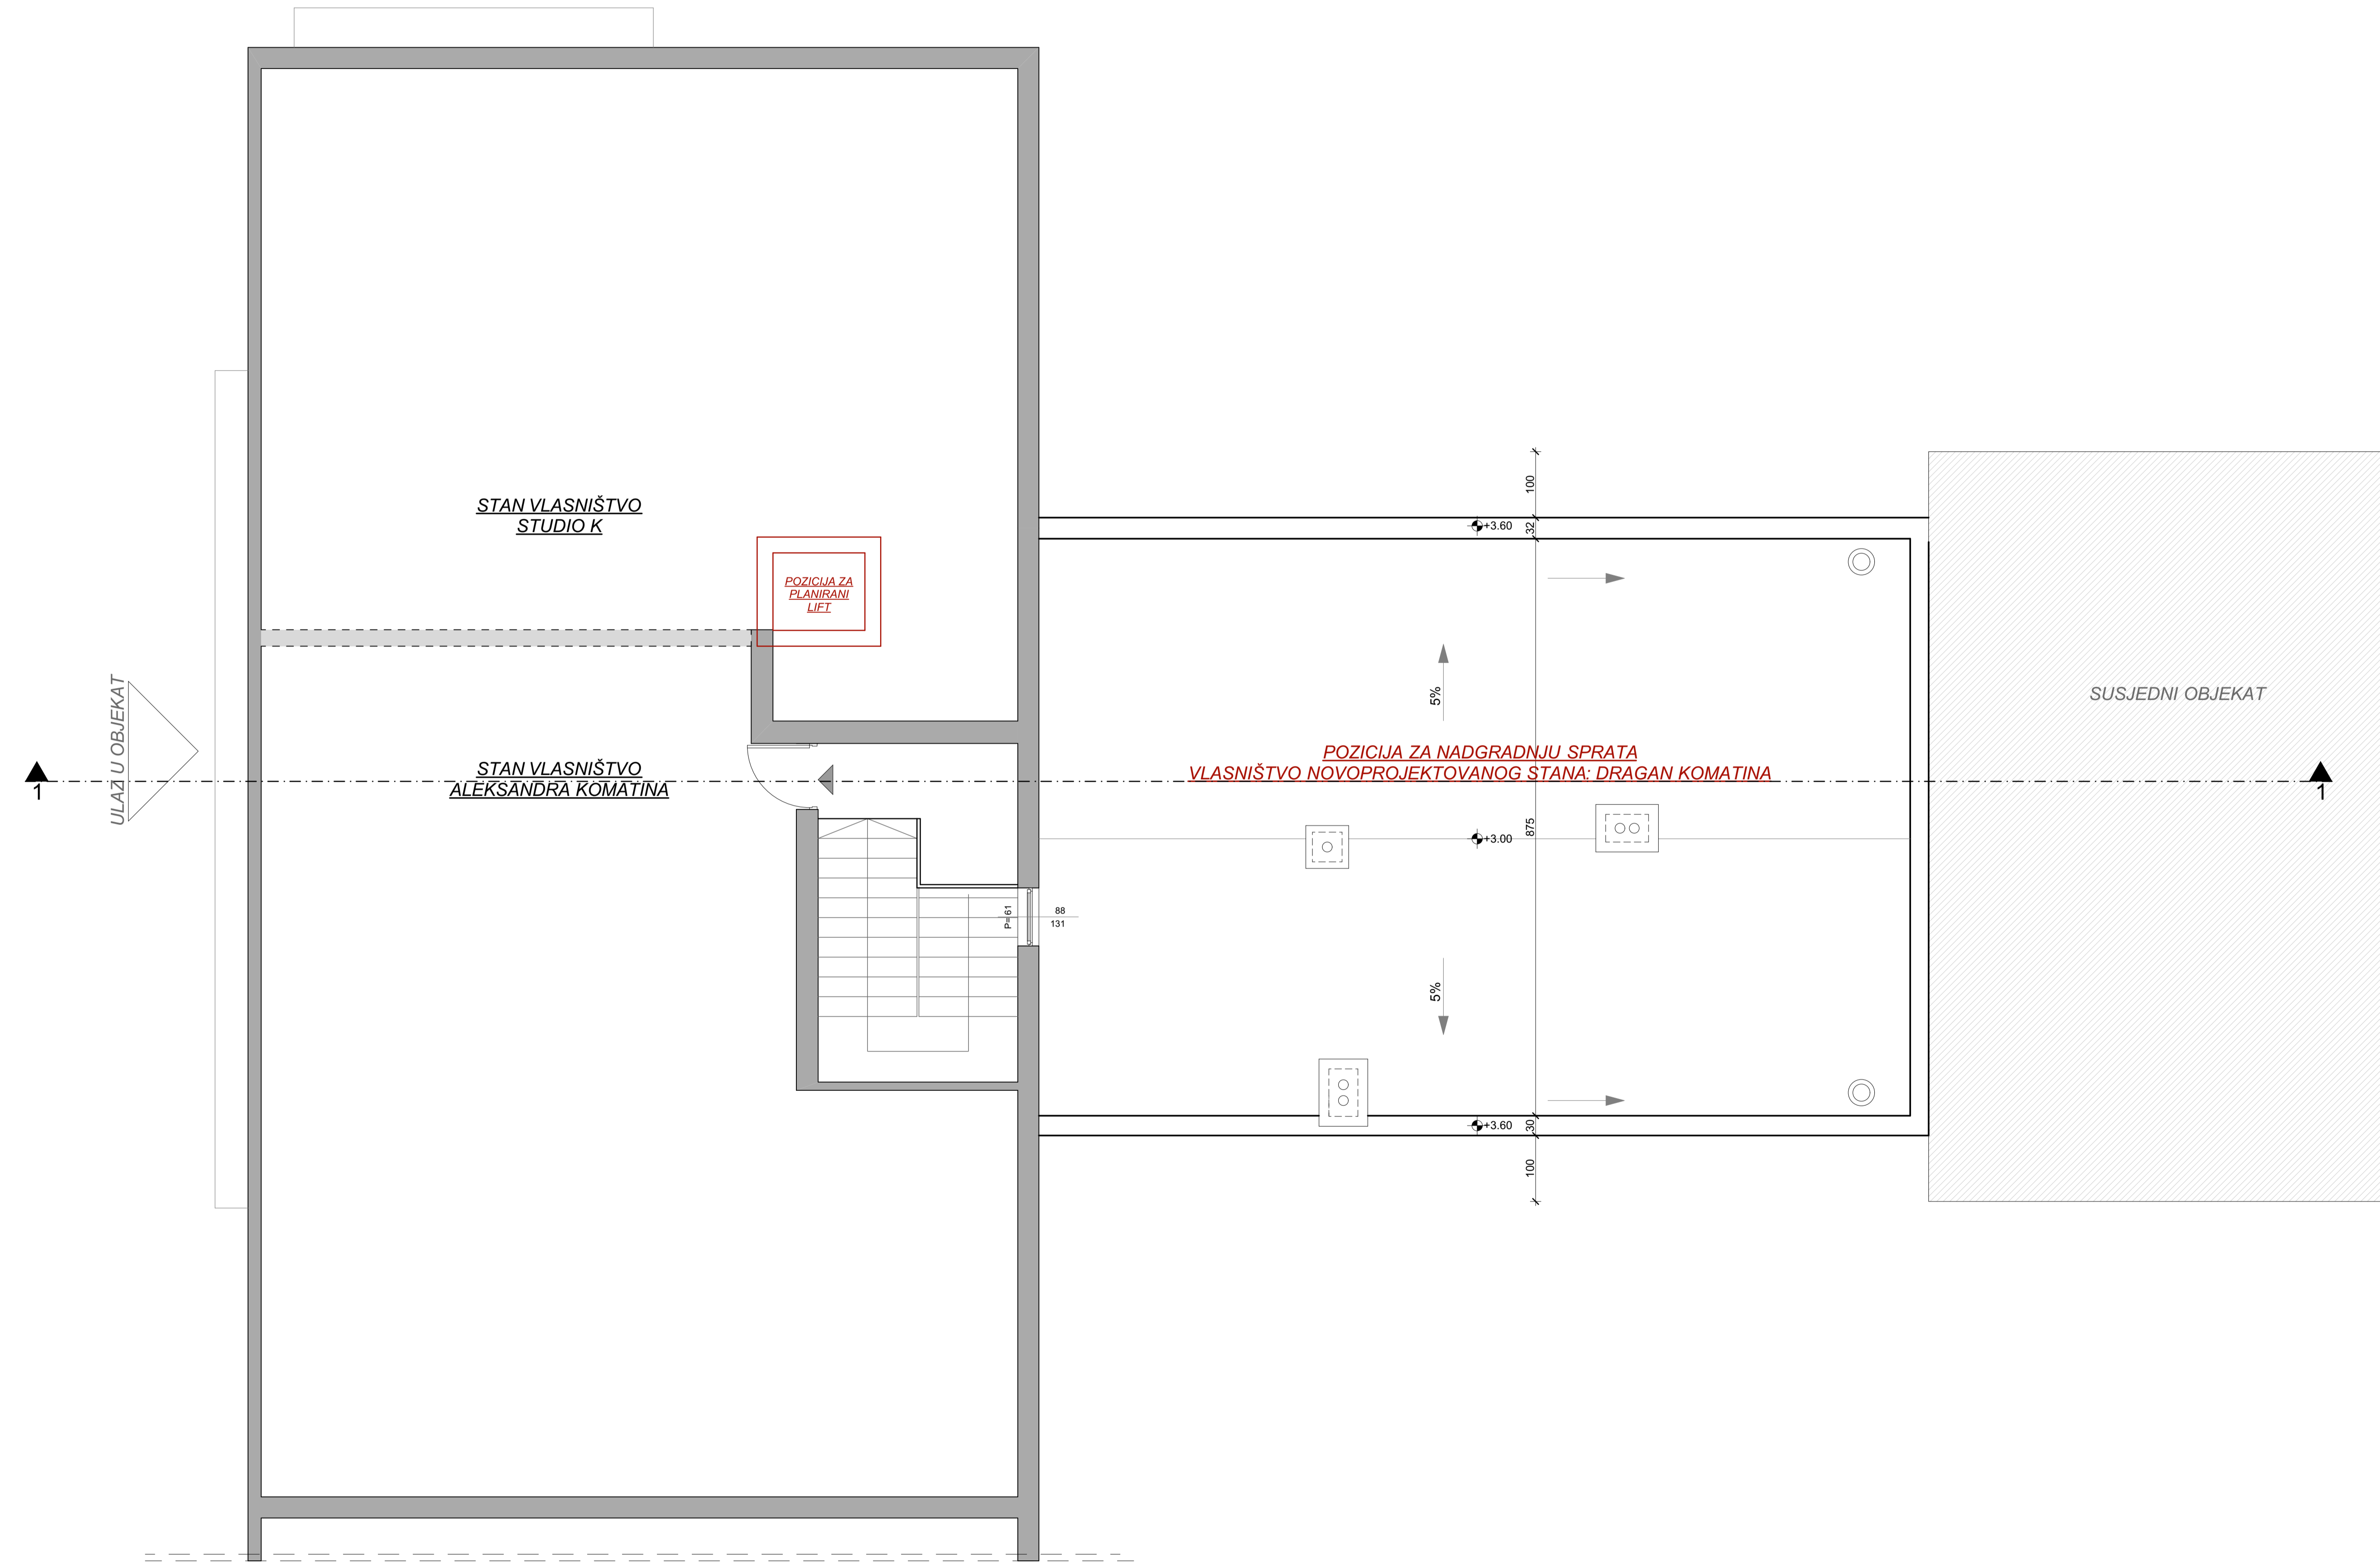 STAN VLASNIŠTVO
STUDIO K
POZICIJA ZA
PLANIRANI
LIFT
100
+3.60
32
ULAZ U OBJEKAT
5%
SUSJEDNI OBJEKAT
POZICIJA ZA NADGRADNJU SPRATA
VLASNIŠTVO NOVOPROJEKTOVANOG STANA: DRAGAN KOMATINA
STAN VLASNIŠTVO
ALEKSANDRA KOMATINA
1
1
875
+3.00
P=61
88
131
5%
+3.60
30
100